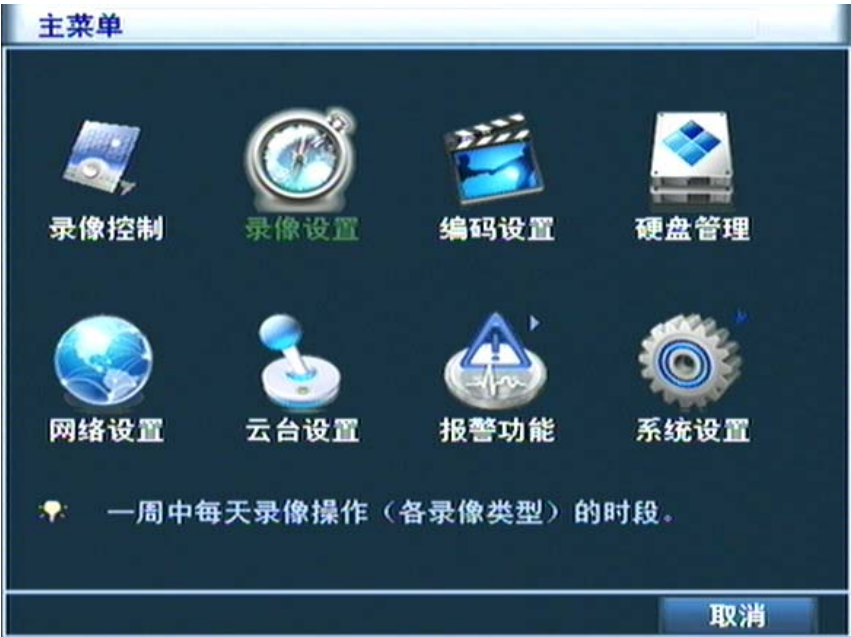 主菜单
录像控制 录像设置 编码设置 硬盘管理
网络设置 云台设置 报警功能 系统设置
一周中每天录像操作（各录像类型）的时段。
取消